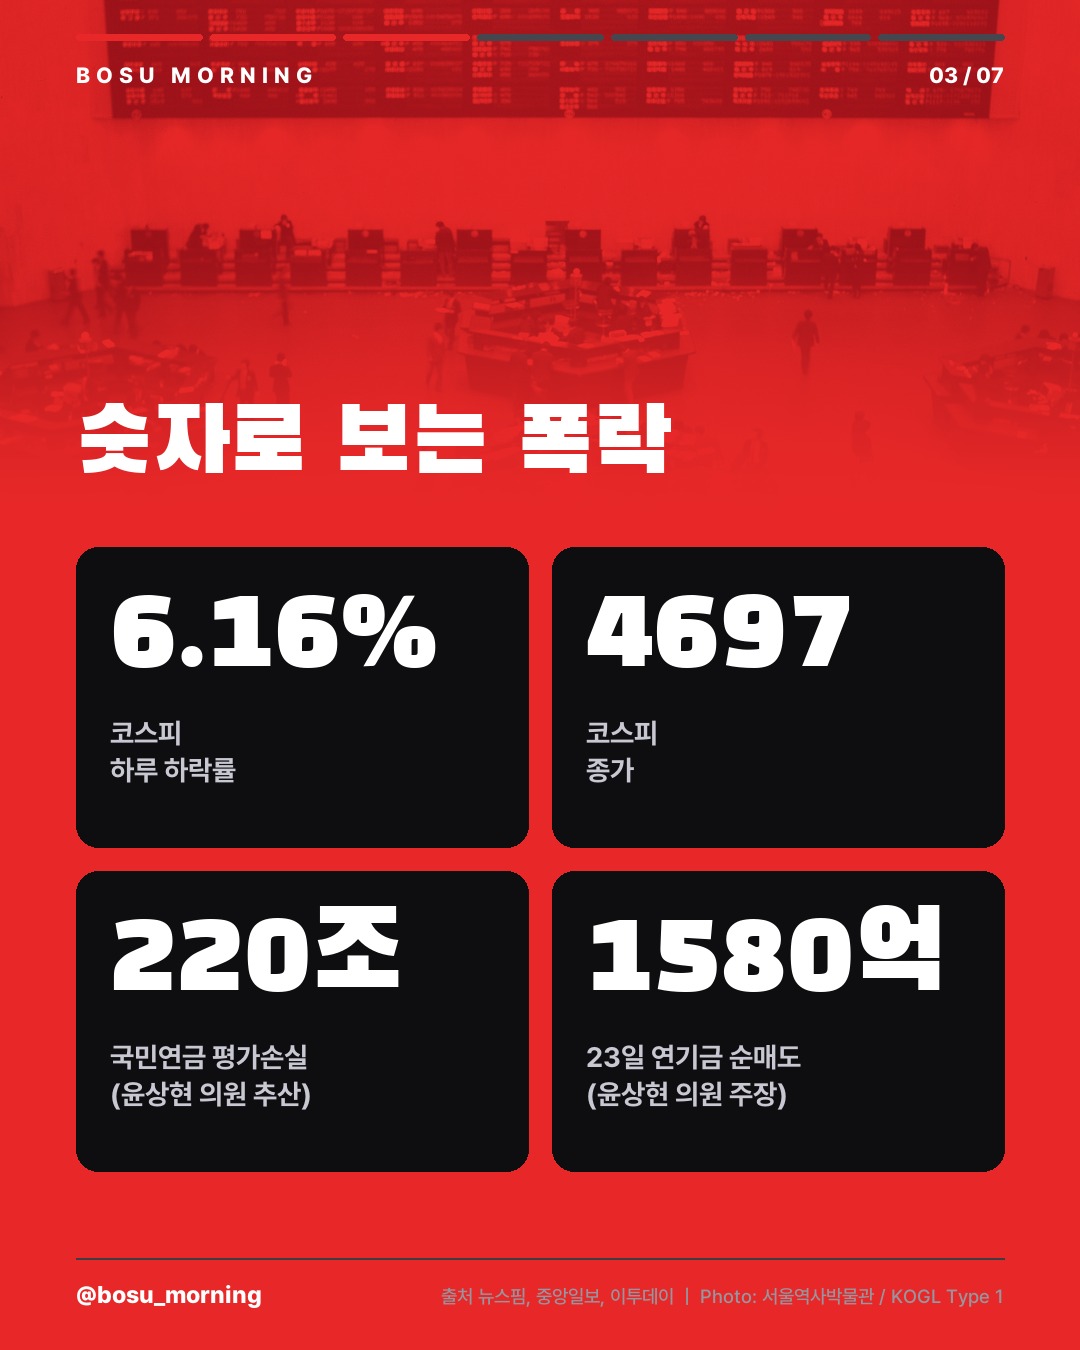 BOSU MORNING
03 / 07
숫자로 보는 폭락
6.16%
코스피
하루 하락률
4697
코스피
종가
220조
국민연금 평가손실
(윤상현 의원 추산)
1580억
23일 연기금 순매도
(윤상현 의원 주장)
@bosu_morning
출처 뉴스핌, 중앙일보, 이투데이 | Photo: 서울역사박물관 / KOGL Type 1